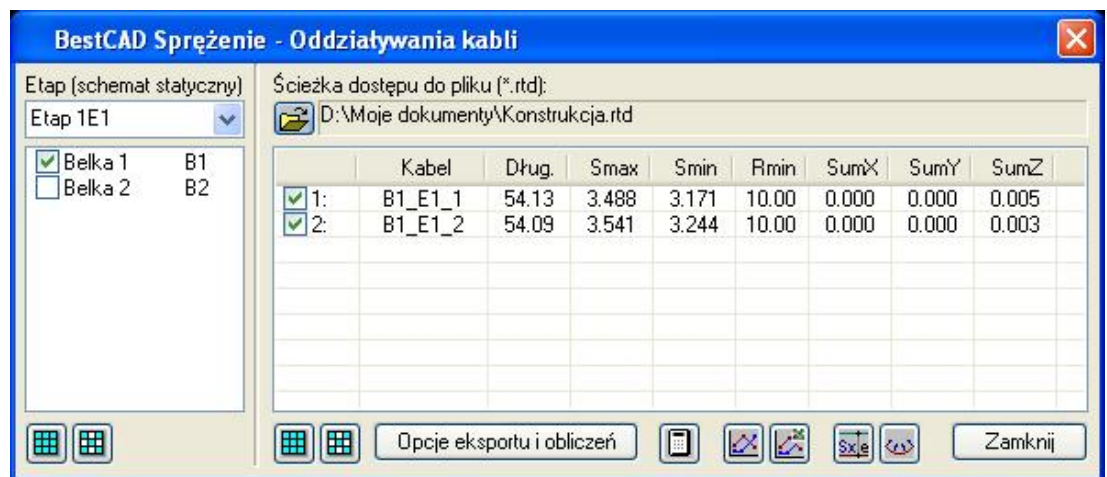 BestCAD Sprężenie - Oddziaływania kabli
Etap (schemat statyczny)
Etap 1E1
Belka 1 B1
Belka 2 B2
Ścieżka dostępu do pliku (*.rtd):
D:\Moje dokumenty\Konstrukcja.rtd
Kabel Dług. Smax Smin Rmin SumX SumY SumZ
1: B1_E1_1 54.13 3.488 3.171 10.00 0.000 0.000 0.005
2: B1_E1_2 54.09 3.541 3.244 10.00 0.000 0.000 0.003
Opcje eksportu i obliczeń
Sx e
Zamknij